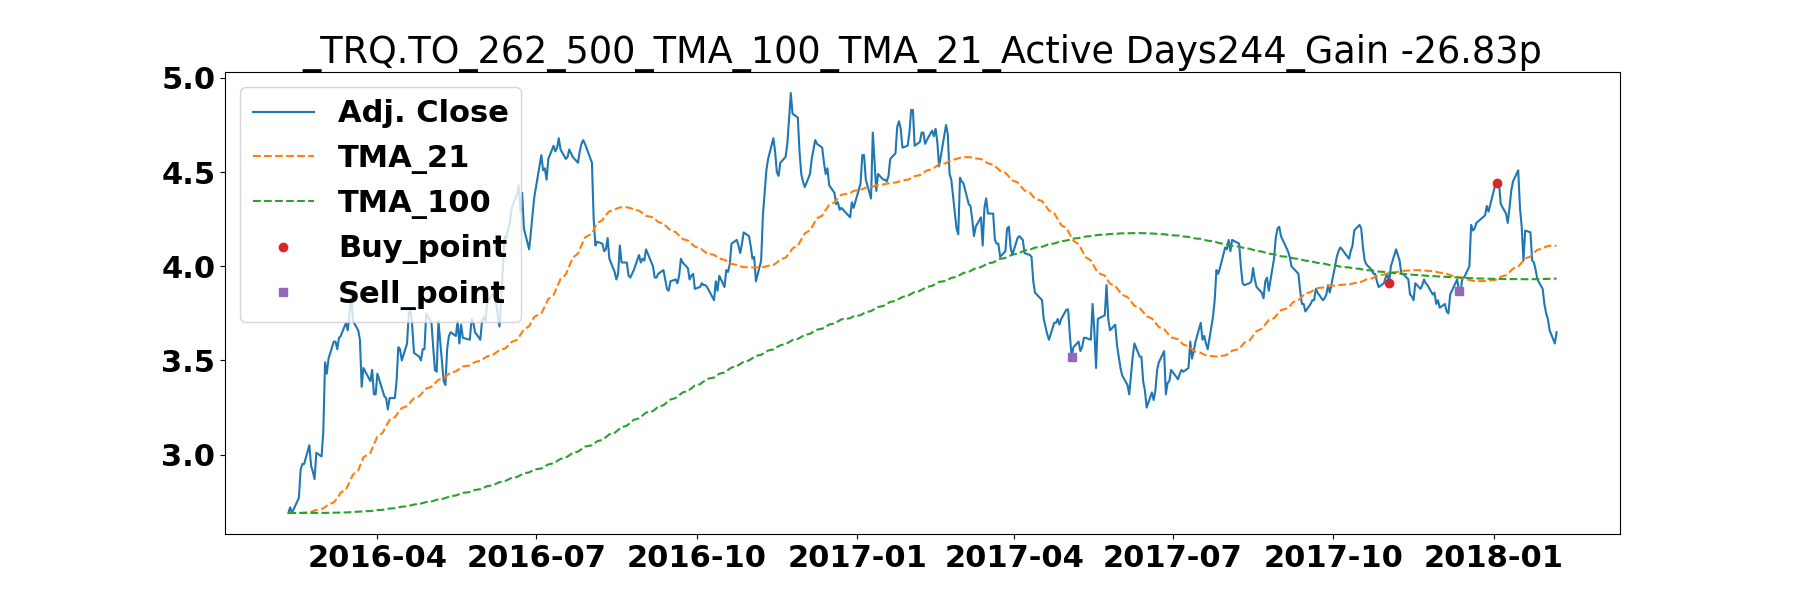 _TRQ.TO_262_500_TMA_100_TMA_21_Active Days244_Gain -26.83p
5.0
4.5
4.0
3.5
3.0
Adj. Close
TMA_21
TMA_100
Buy_point
Sell_point
2016-04 2016-07 2016-10 2017-01 2017-04 2017-07 2017-10 2018-01